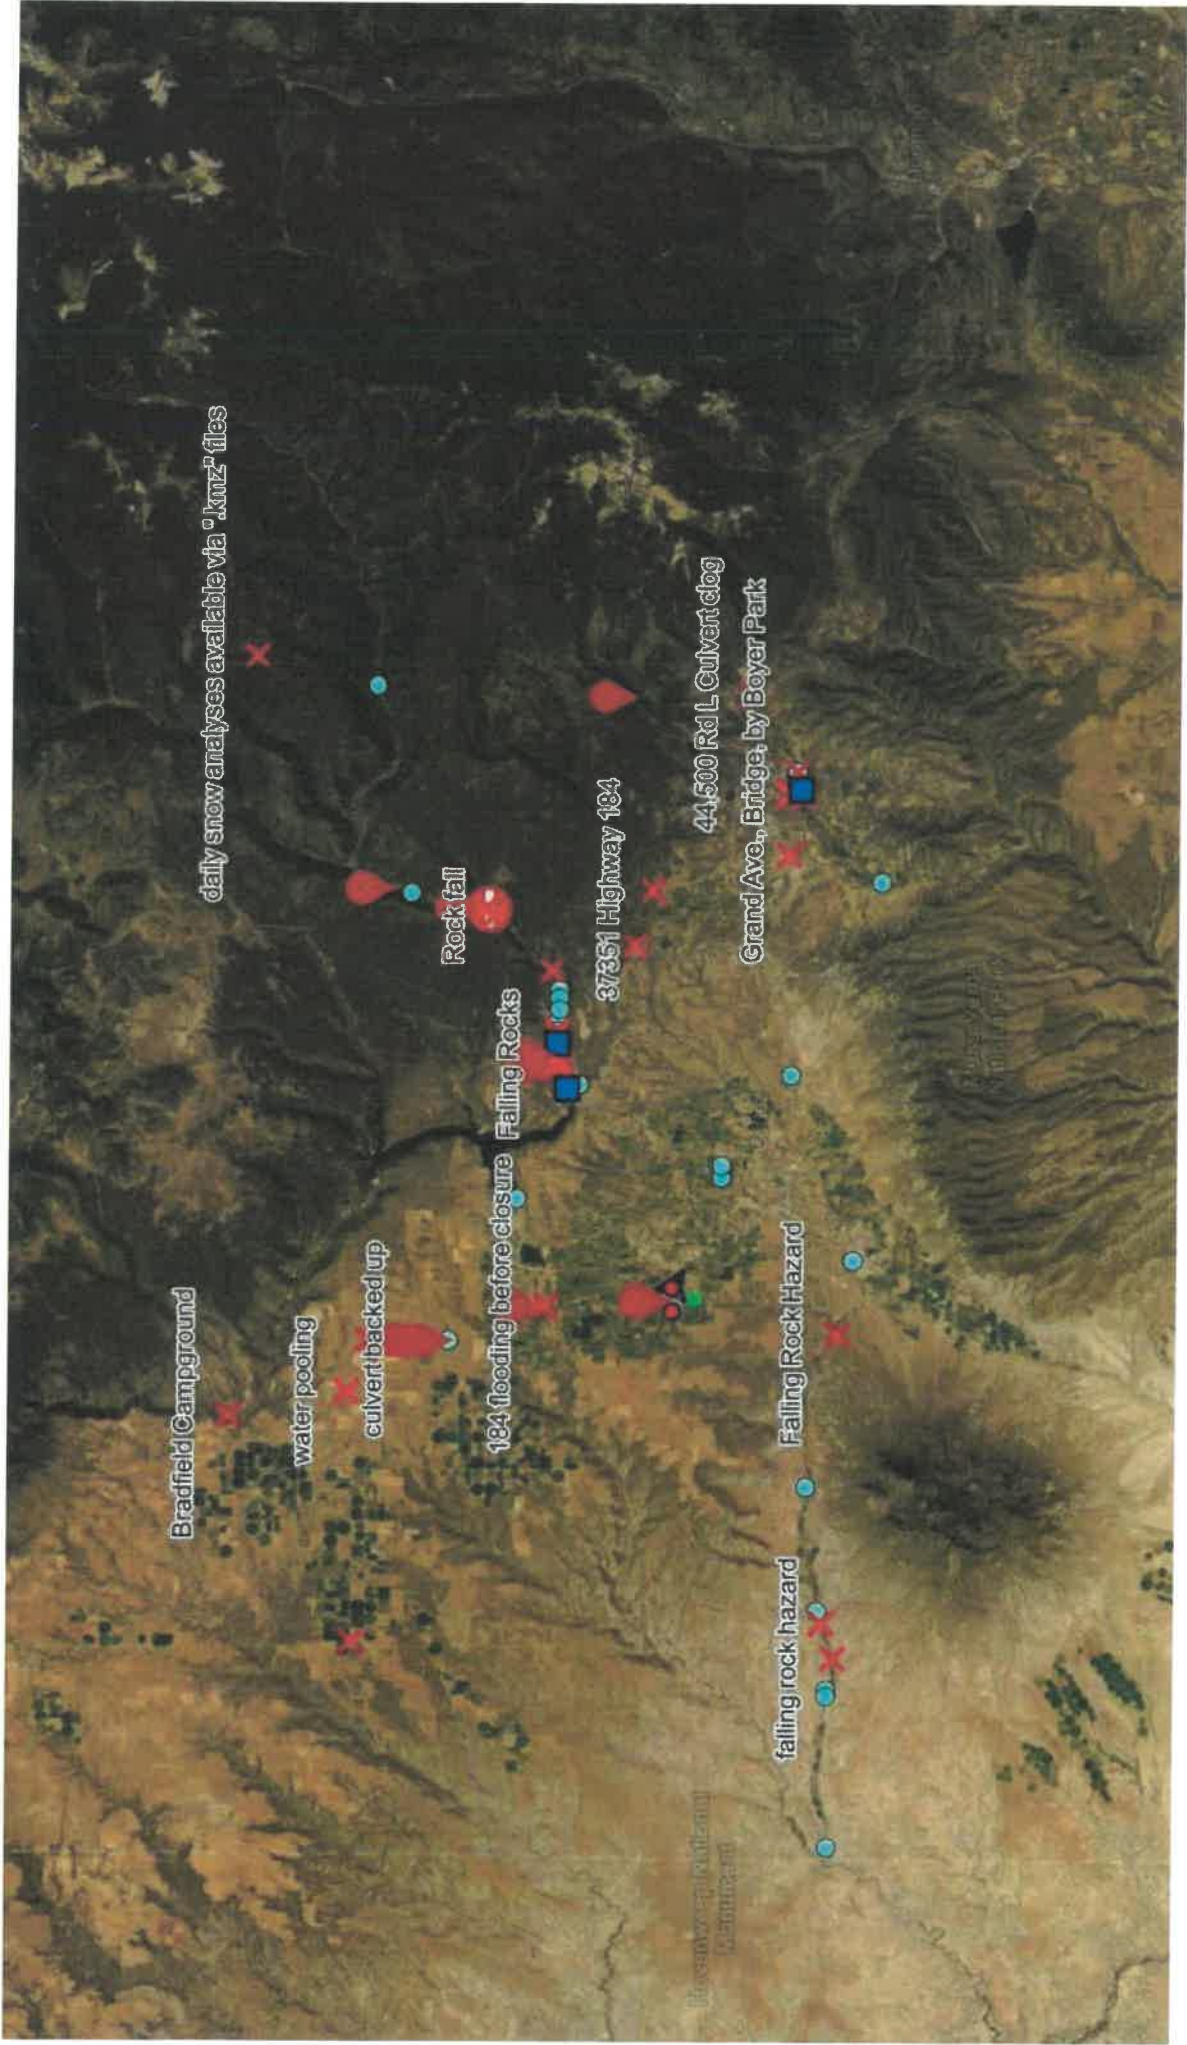 daily snow analyses available via ".kmz" files
Bradfield Campground
water pooling
culvert backed up
Rock fall
184 flooding before closure
Falling Rocks
37351 Highway 184
44,500 Rd L Culvert clog
Grand Ave., Bridge, by Boyer Park
falling rock hazard
Falling Rock Hazard